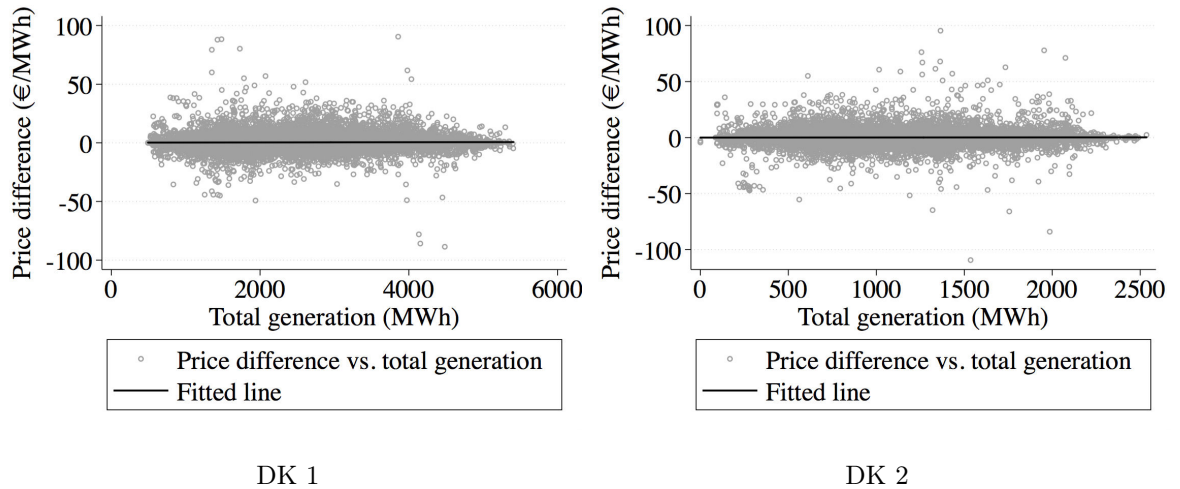 Price difference (€/MWh)
100
50
0
-50
-100
0 2000 4000 6000
Total generation (MWh)
Price difference vs. total generation
Fitted line
DK 1
Price difference (€/MWh)
100
50
0
-50
-100
0 500 1000 1500 2000 2500
Total generation (MWh)
Price difference vs. total generation
Fitted line
DK 2